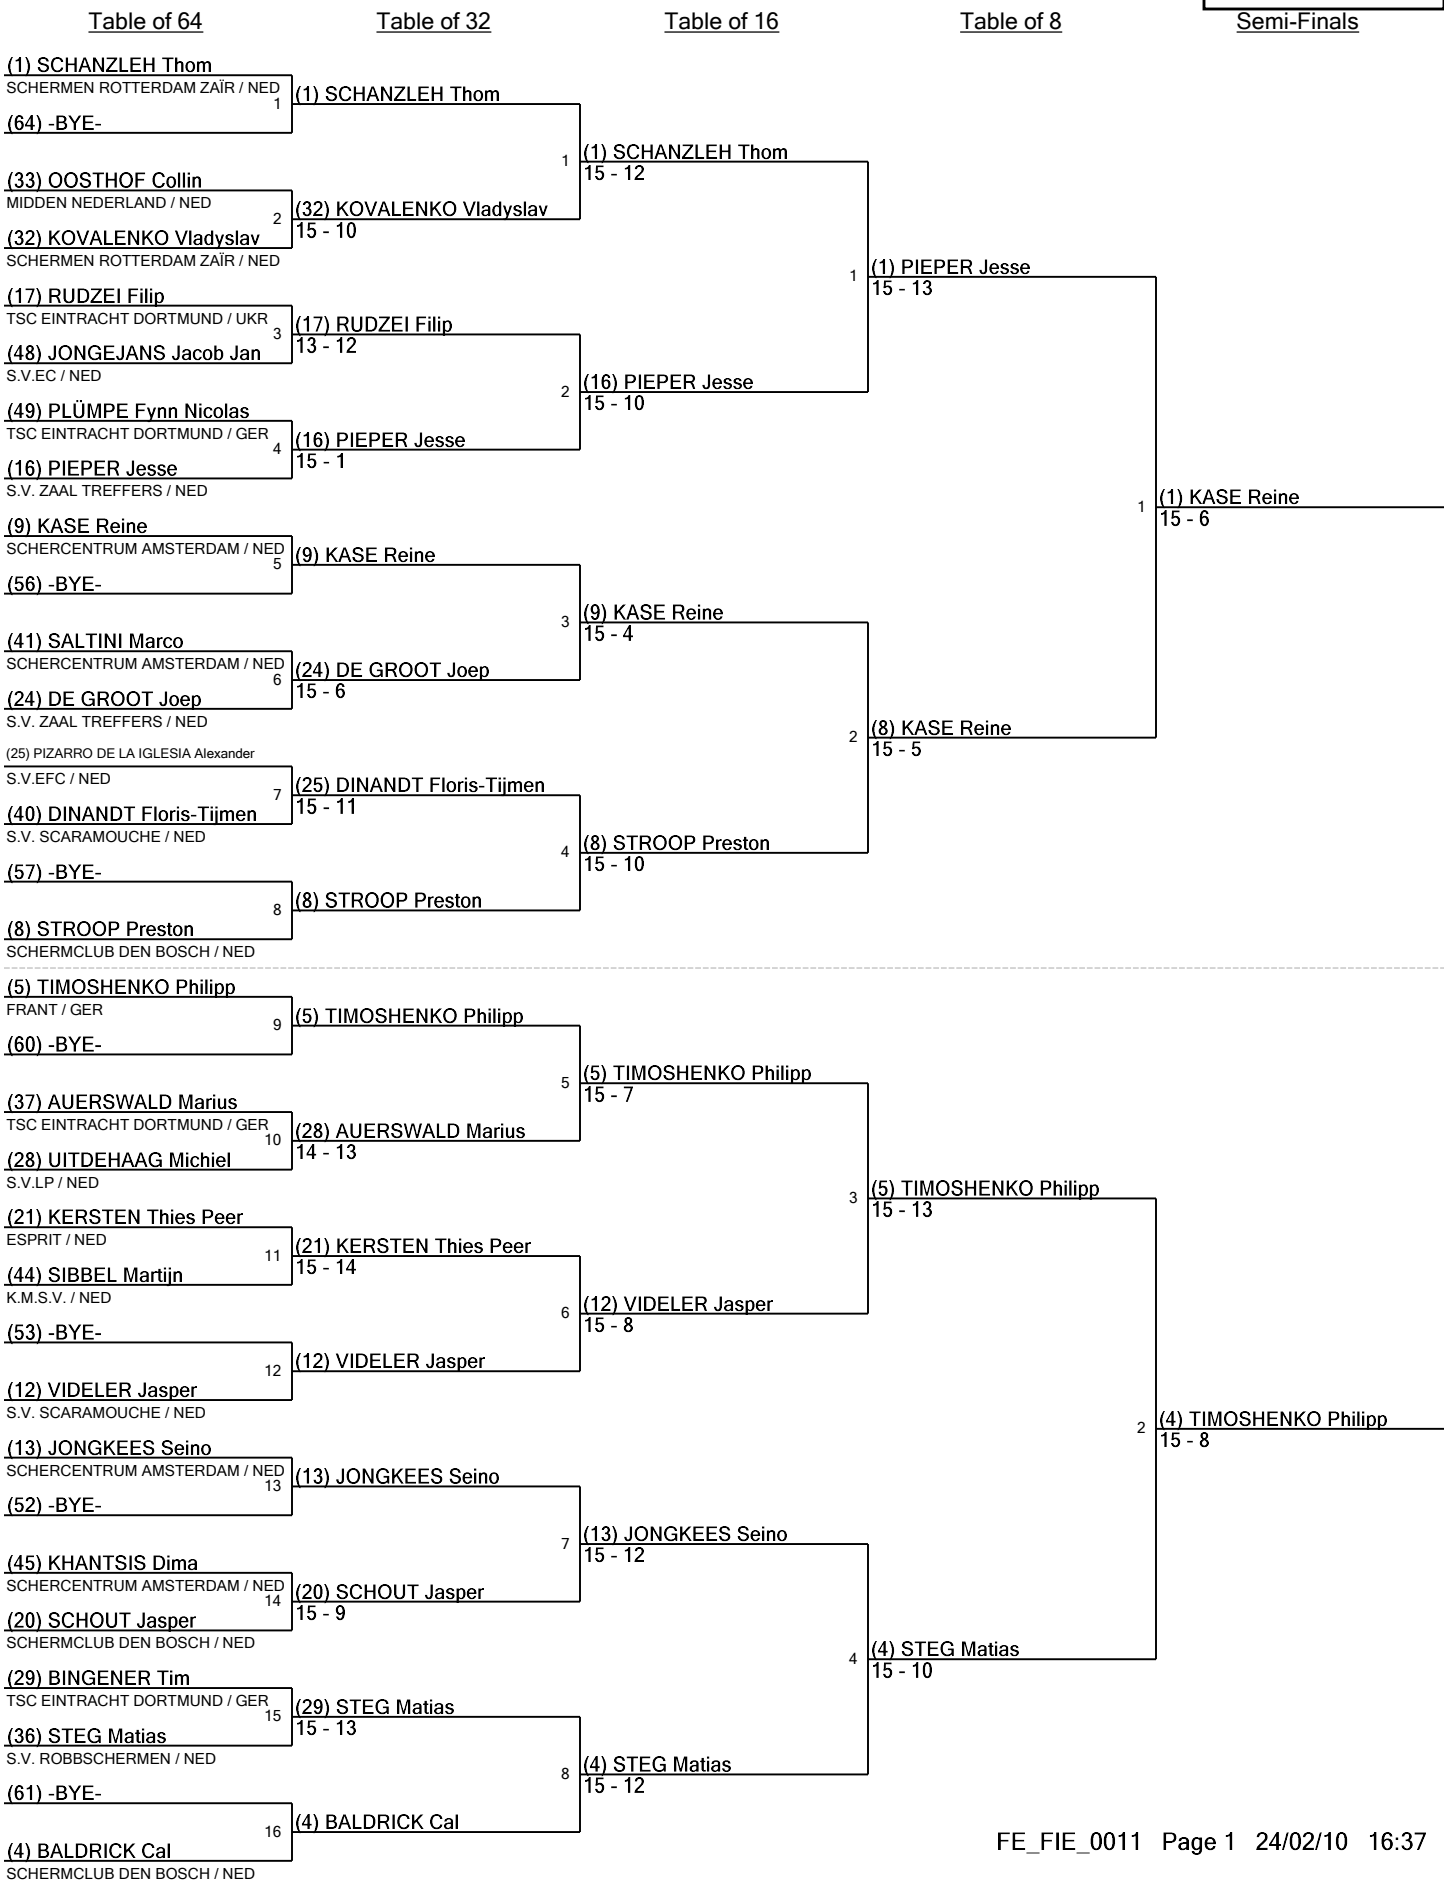 Table of 64
Table of 32
Table of 16
Table of 8
Semi-Finals
(1) SCHANZLEH Thom
SCHERMEN ROTTERDAM ZAÏR / NED
1
(64) -BYE-
(33) OOSTHOF Collin
MIDDEN NEDERLAND / NED
2
(32) KOVALENKO Vladyslav
SCHERMEN ROTTERDAM ZAÏR / NED
(17) RUDZEI Filip
TSC EINTRACHT DORTMUND / UKR
3
(48) JONGEJANS Jacob Jan
S.V.EC / NED
(49) PLÜMPE Fynn Nicolas
TSC EINTRACHT DORTMUND / GER
4
(16) PIEPER Jesse
S.V. ZAAL TREFFERS / NED
(9) KASE Reine
SCHERCENTRUM AMSTERDAM / NED
5
(56) -BYE-
(41) SALTINI Marco
SCHERCENTRUM AMSTERDAM / NED
6
(24) DE GROOT Joep
S.V. ZAAL TREFFERS / NED
(25) PIZARRO DE LA IGLESIA Alexander
S.V.EFC / NED
7
(40) DINANDT Floris-Tijmen
S.V. SCARAMOUCHE / NED
(57) -BYE-
8
(8) STROOP Preston
SCHERMCLUB DEN BOSCH / NED
(5) TIMOSHENKO Philipp
FRANT / GER
9
(60) -BYE-
(37) AUERSWALD Marius
TSC EINTRACHT DORTMUND / GER
10
(28) UITDEHAAG Michiel
S.V.LP / NED
(21) KERSTEN Thies Peer
ESPRIT / NED
11
(44) SIBBEL Martijn
K.M.S.V. / NED
(53) -BYE-
12
(12) VIDELER Jasper
S.V. SCARAMOUCHE / NED
(13) JONGKEES Seino
SCHERCENTRUM AMSTERDAM / NED
13
(52) -BYE-
(45) KHANTSIS Dima
SCHERCENTRUM AMSTERDAM / NED
14
(20) SCHOUT Jasper
SCHERMCLUB DEN BOSCH / NED
(29) BINGENER Tim
TSC EINTRACHT DORTMUND / GER
15
(36) STEG Matias
S.V. ROBBSCHERMEN / NED
(61) -BYE-
16
(4) BALDRICK Cal
SCHERMCLUB DEN BOSCH / NED
(1) SCHANZLEH Thom
1
(32) KOVALENKO Vladyslav
15 - 10
(17) RUDZEI Filip
13 - 12
2
(16) PIEPER Jesse
15 - 1
(9) KASE Reine
3
(24) DE GROOT Joep
15 - 6
(25) DINANDT Floris-Tijmen
15 - 11
4
(8) STROOP Preston
(5) TIMOSHENKO Philipp
5
(28) AUERSWALD Marius
14 - 13
(21) KERSTEN Thies Peer
15 - 14
6
(12) VIDELER Jasper
(13) JONGKEES Seino
7
(20) SCHOUT Jasper
15 - 9
(29) STEG Matias
15 - 13
8
(4) BALDRICK Cal
(1) SCHANZLEH Thom
15 - 12
1
(16) PIEPER Jesse
15 - 10
(9) KASE Reine
15 - 4
2
(8) STROOP Preston
15 - 10
(5) TIMOSHENKO Philipp
15 - 7
3
(12) VIDELER Jasper
15 - 8
(13) JONGKEES Seino
15 - 12
4
(4) STEG Matias
15 - 12
(1) PIEPER Jesse
15 - 13
1
(8) KASE Reine
15 - 5
(5) TIMOSHENKO Philipp
15 - 13
2
(4) STEG Matias
15 - 10
(1) KASE Reine
15 - 6
(4) TIMOSHENKO Philipp
15 - 8
FE_FIE_0011 Page 1 24/02/10 16:37